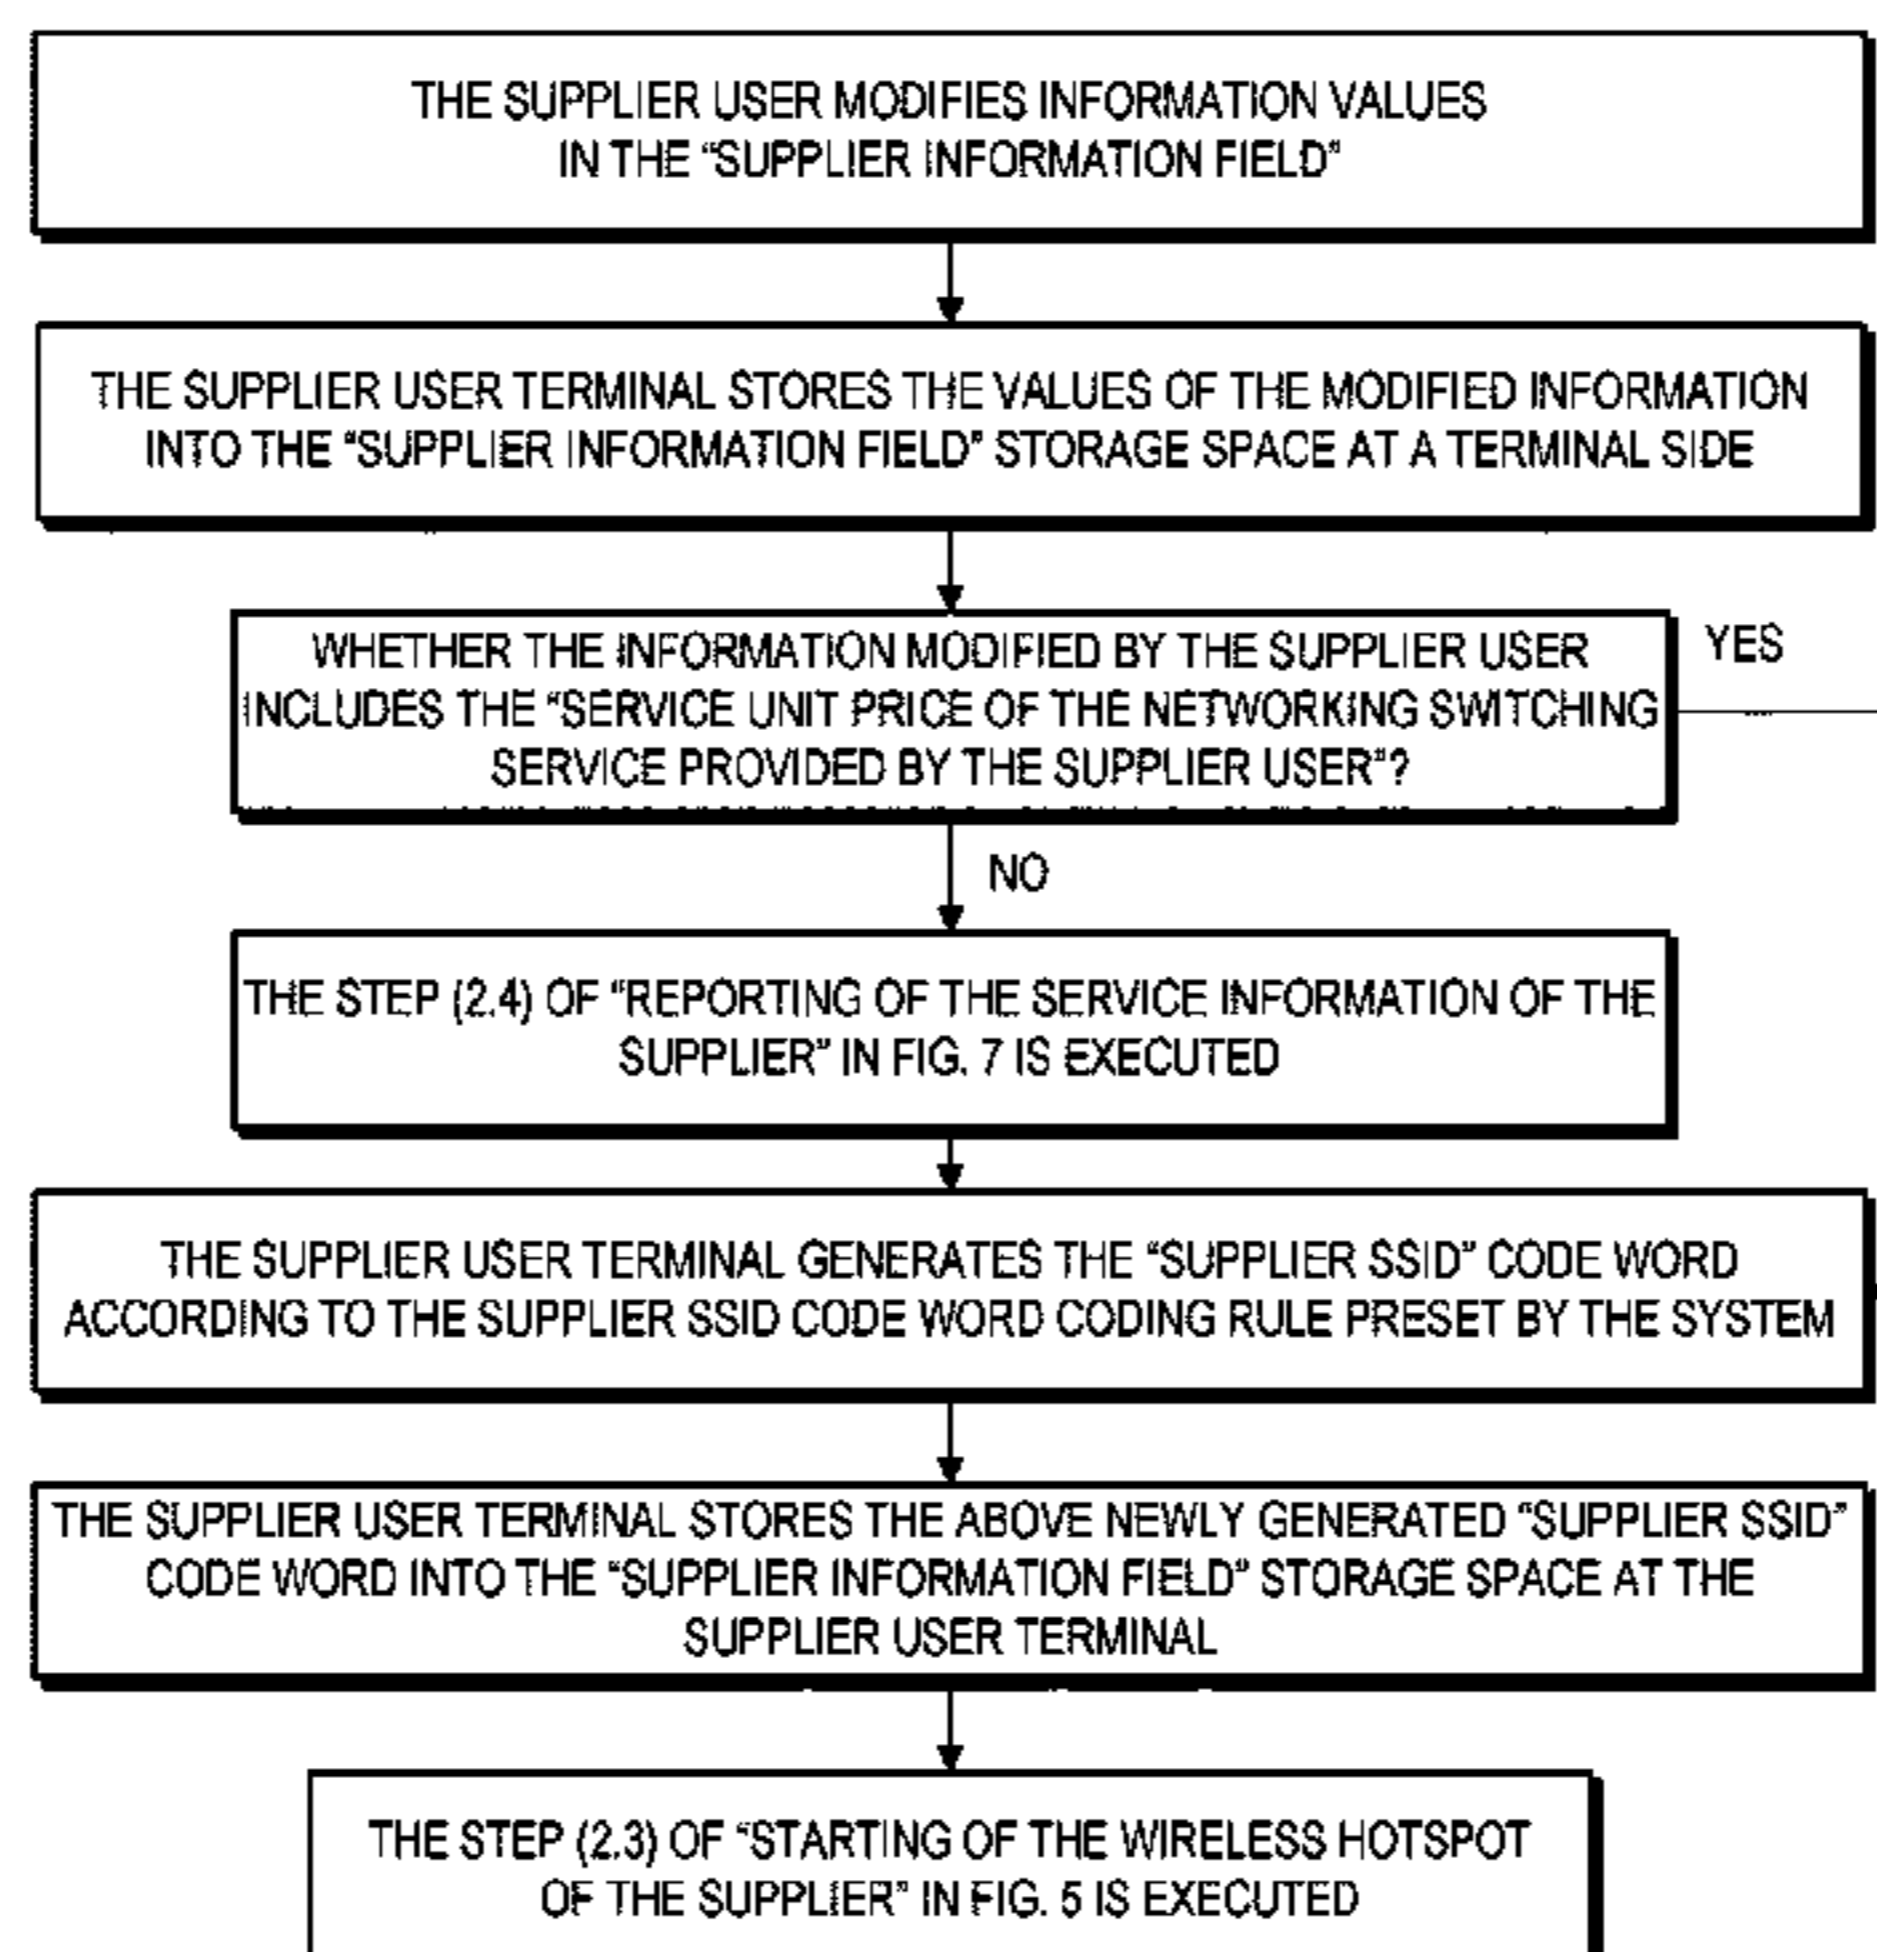 THE SUPPLIER USER MODIFIES INFORMATION VALUES
IN THE “SUPPLIER INFORMATION FIELD”
THE SUPPLIER USER TERMINAL STORES THE VALUES OF THE MODIFIED INFORMATION
INTO THE “SUPPLIER INFORMATION FIELD” STORAGE SPACE AT A TERMINAL SIDE
WHETHER THE INFORMATION MODIFIED BY THE SUPPLIER USER
INCLUDES THE “SERVICE UNIT PRICE OF THE NETWORKING SWITCHING
SERVICE PROVIDED BY THE SUPPLIER USER”?
YES
NO
THE STEP (2.4) OF “REPORTING OF THE SERVICE INFORMATION OF THE
SUPPLIER” IN FIG. 7 IS EXECUTED
THE SUPPLIER USER TERMINAL GENERATES THE “SUPPLIER SSID” CODE WORD
ACCORDING TO THE SUPPLIER SSID CODE WORD CODING RULE PRESET BY THE SYSTEM
THE SUPPLIER USER TERMINAL STORES THE ABOVE NEWLY GENERATED “SUPPLIER SSID”
CODE WORD INTO THE “SUPPLIER INFORMATION FIELD” STORAGE SPACE AT THE
SUPPLIER USER TERMINAL
THE STEP (2.3) OF “STARTING OF THE WIRELESS HOTSPOT
OF THE SUPPLIER” IN FIG. 5 IS EXECUTED